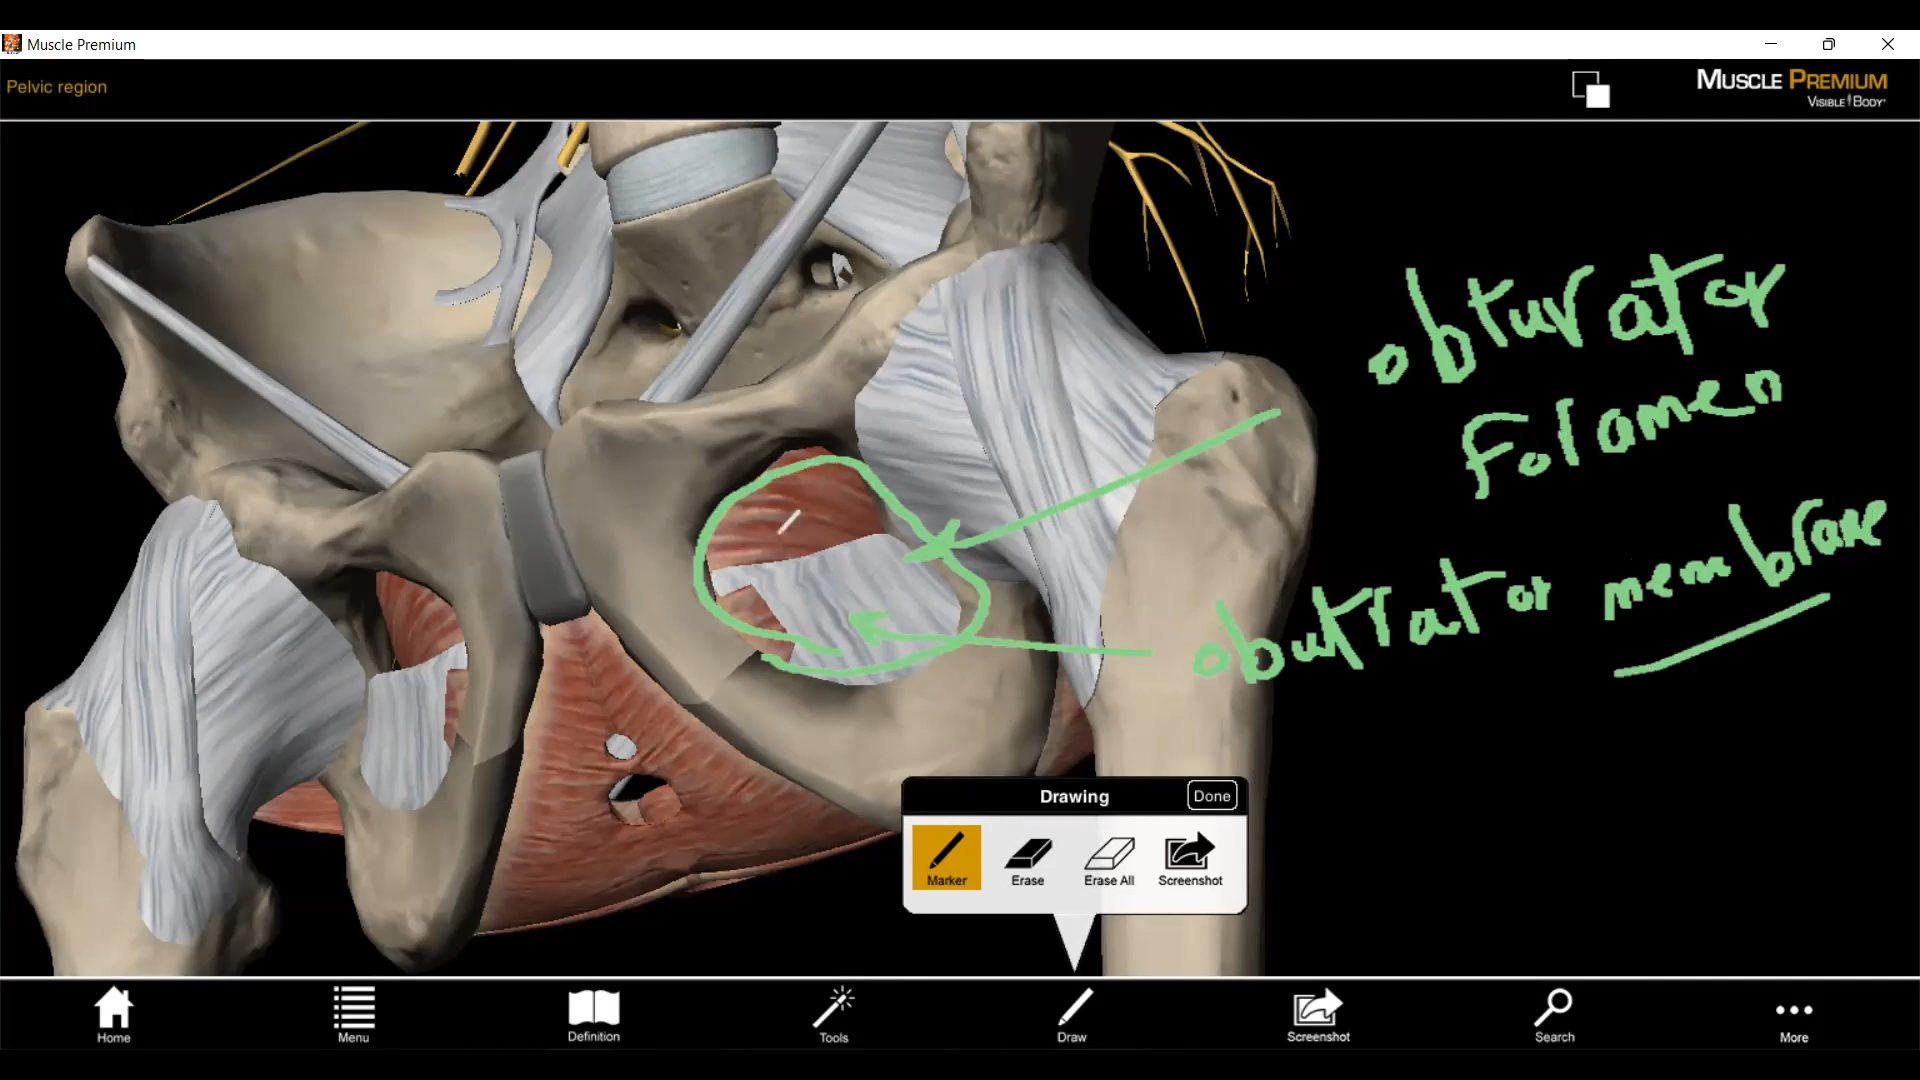 Muscle Premium
Pelvic region
MUSCLE PREMIUM
VISIBLE BODY
obturator
foramen
obutrator membrane
Drawing
Done
Marker
Erase
Erase All
Screenshot
Home
Menu
Definition
Tools
Draw
Screenshot
Search
More